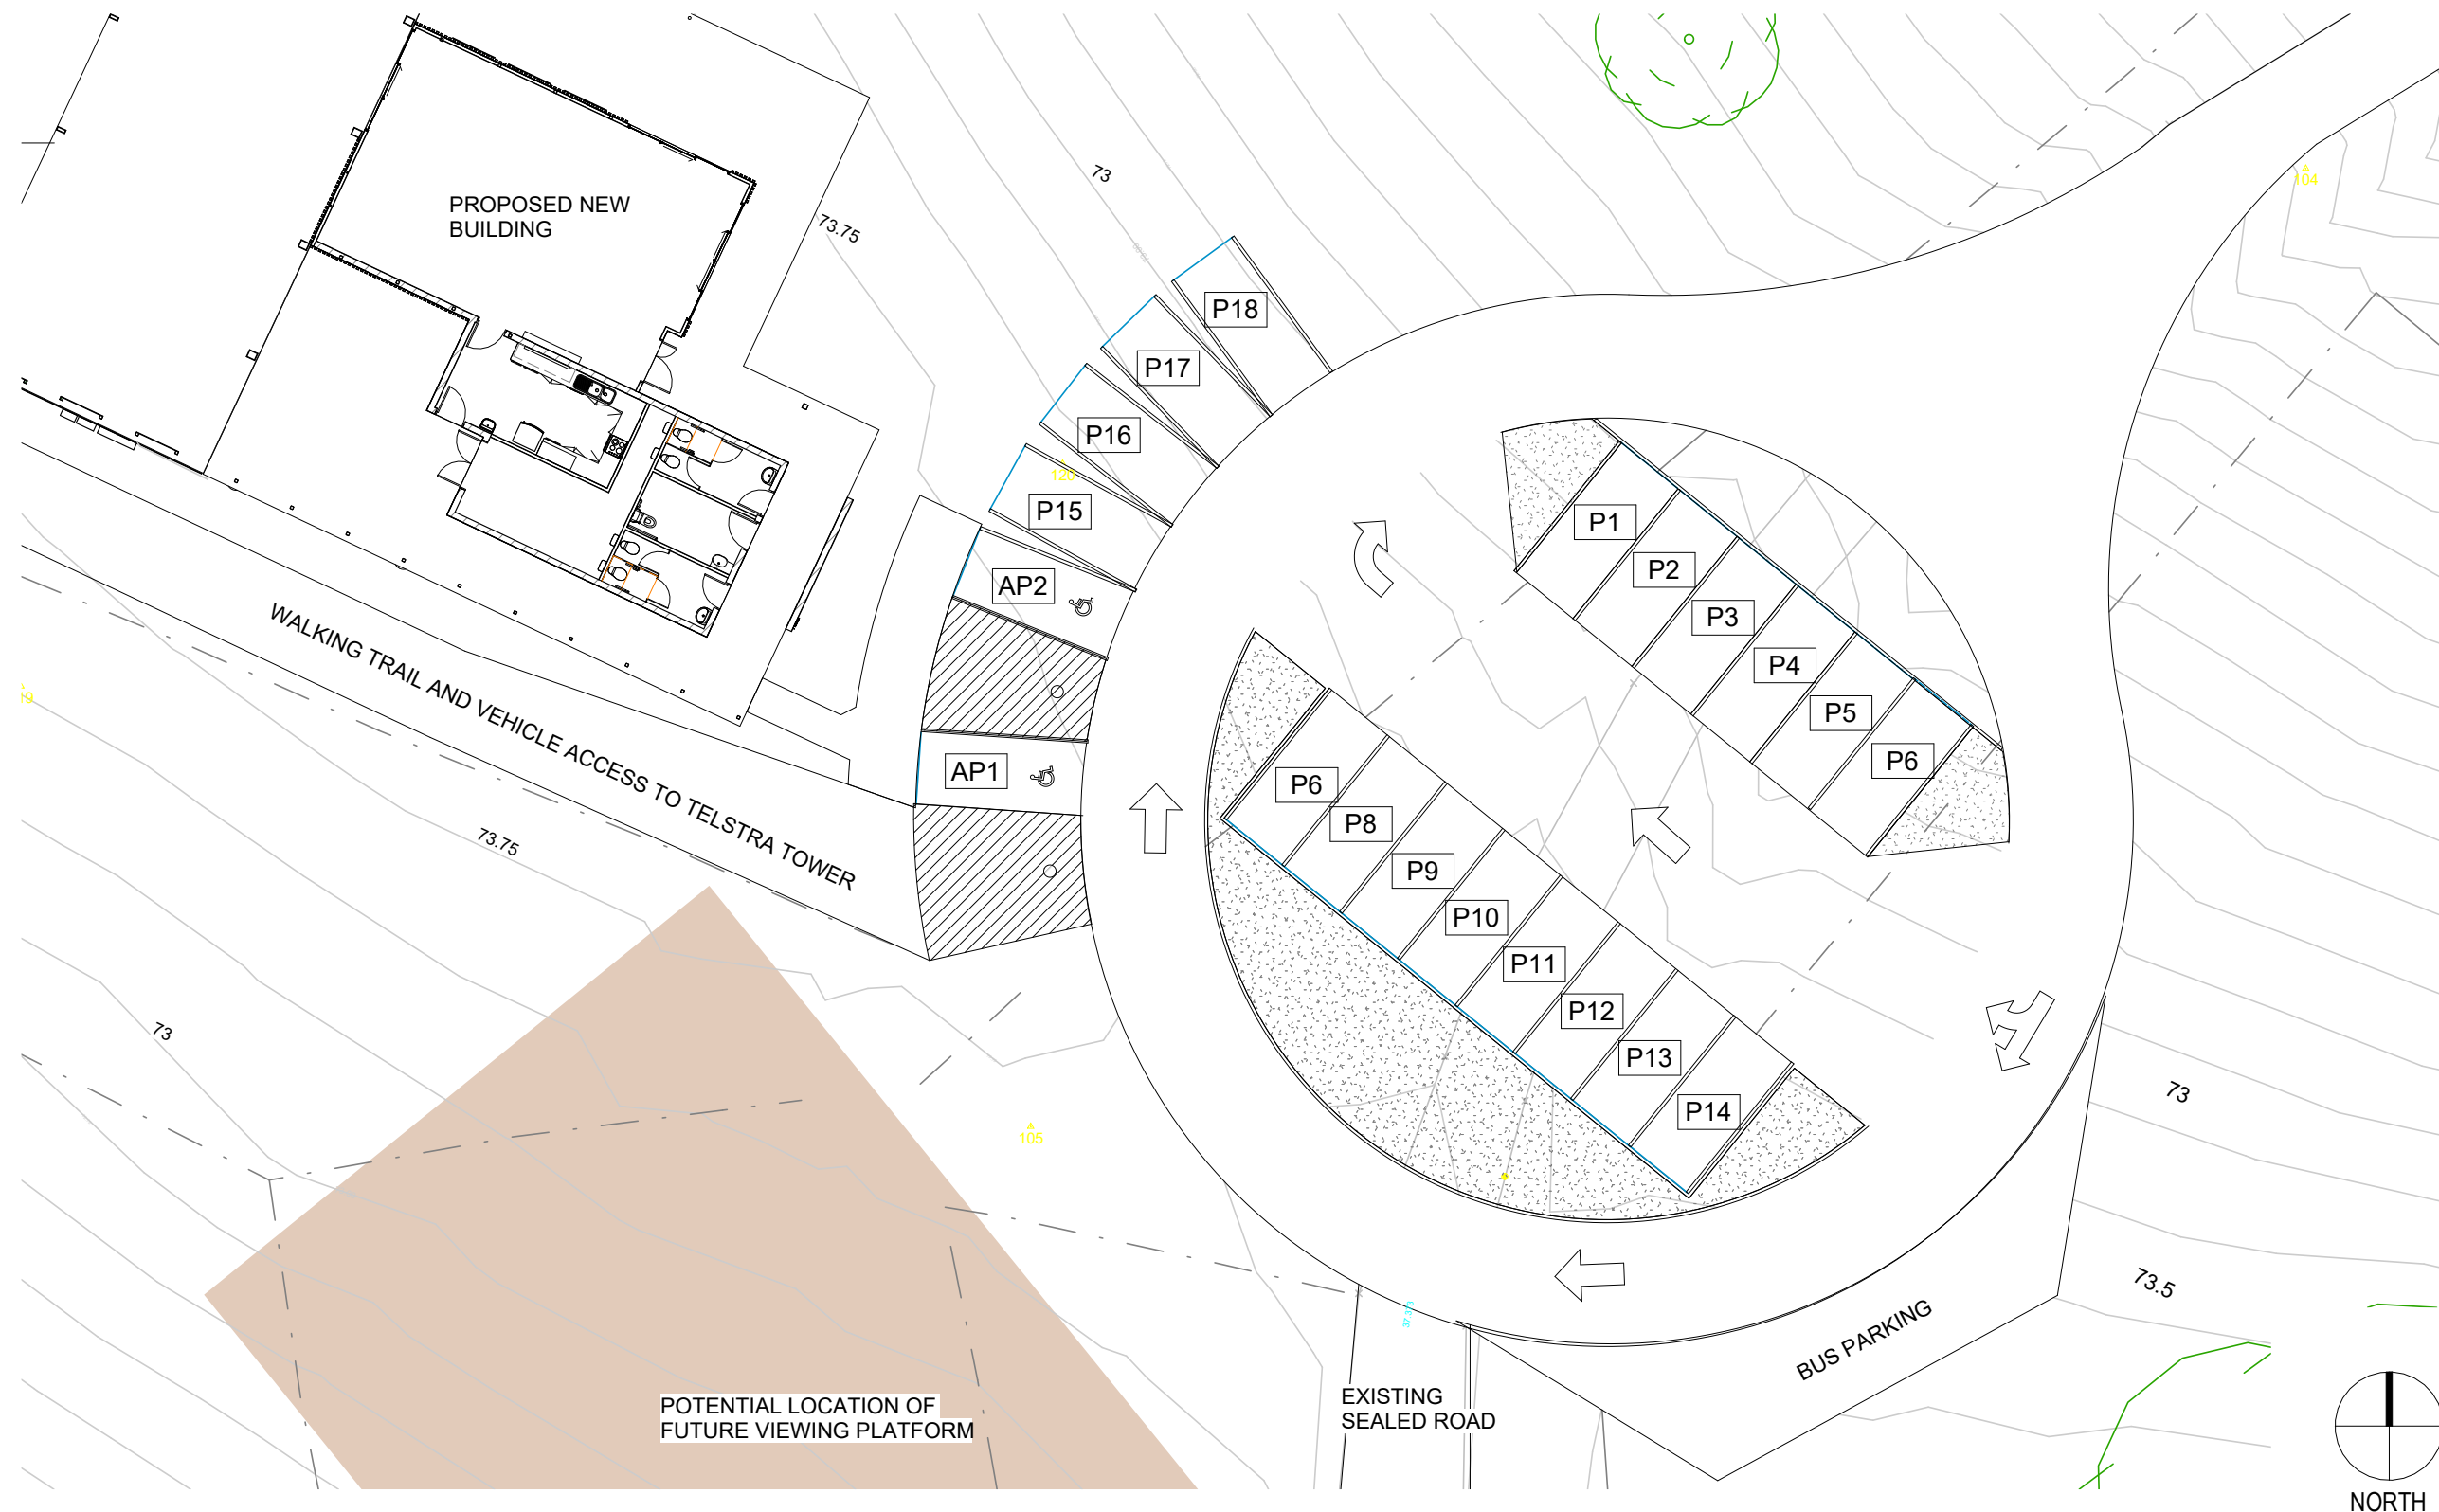 PROPOSED NEW
BUILDING
73.75
73
104
P18
P17
P16
120
P15
AP2
AP1
P1
P2
P3
P4
P5
P6
P6
P8
P9
P10
P11
P12
P13
P14
WALKING TRAIL AND VEHICLE ACCESS TO TELSTRA TOWER
73.75
73
105
73
73.5
BUS PARKING
POTENTIAL LOCATION OF
FUTURE VIEWING PLATFORM
EXISTING
SEALED ROAD
NORTH